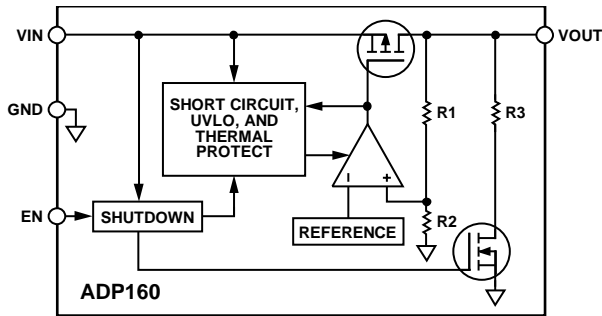 VIN
VOUT
GND
SHORT CIRCUIT,
UVLO, AND
THERMAL
PROTECT
R1
R3
– +
EN
SHUTDOWN
REFERENCE
R2
ADP160